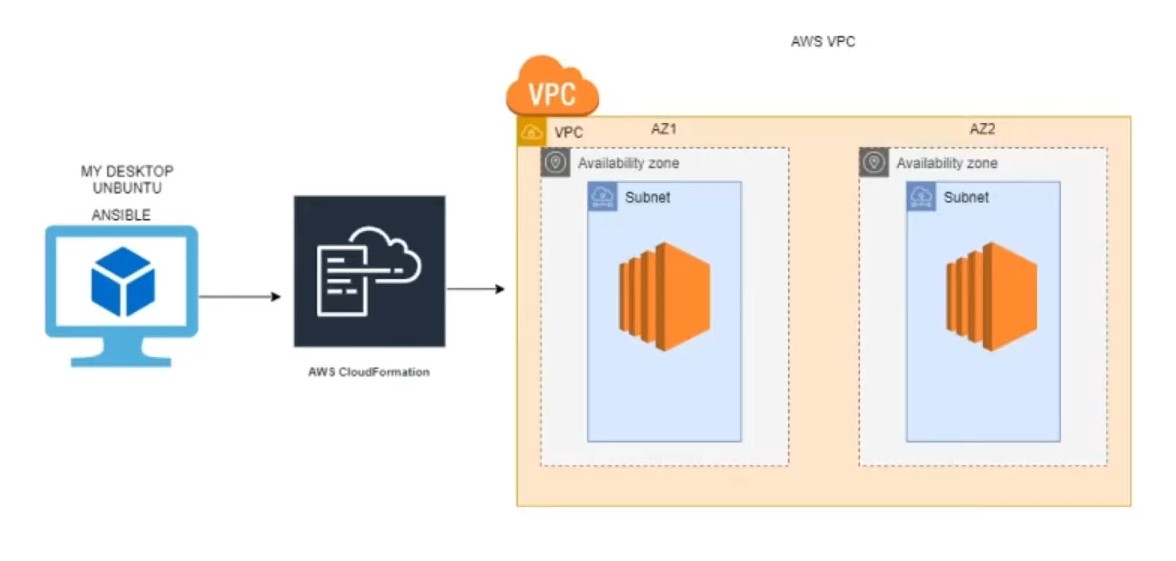 AWS VPC
VPC
VPC
AZ1
AZ2
Availability zone
Availability zone
Subnet
Subnet
MY DESKTOP
UNBUNTU
ANSIBLE
AWS CloudFormation